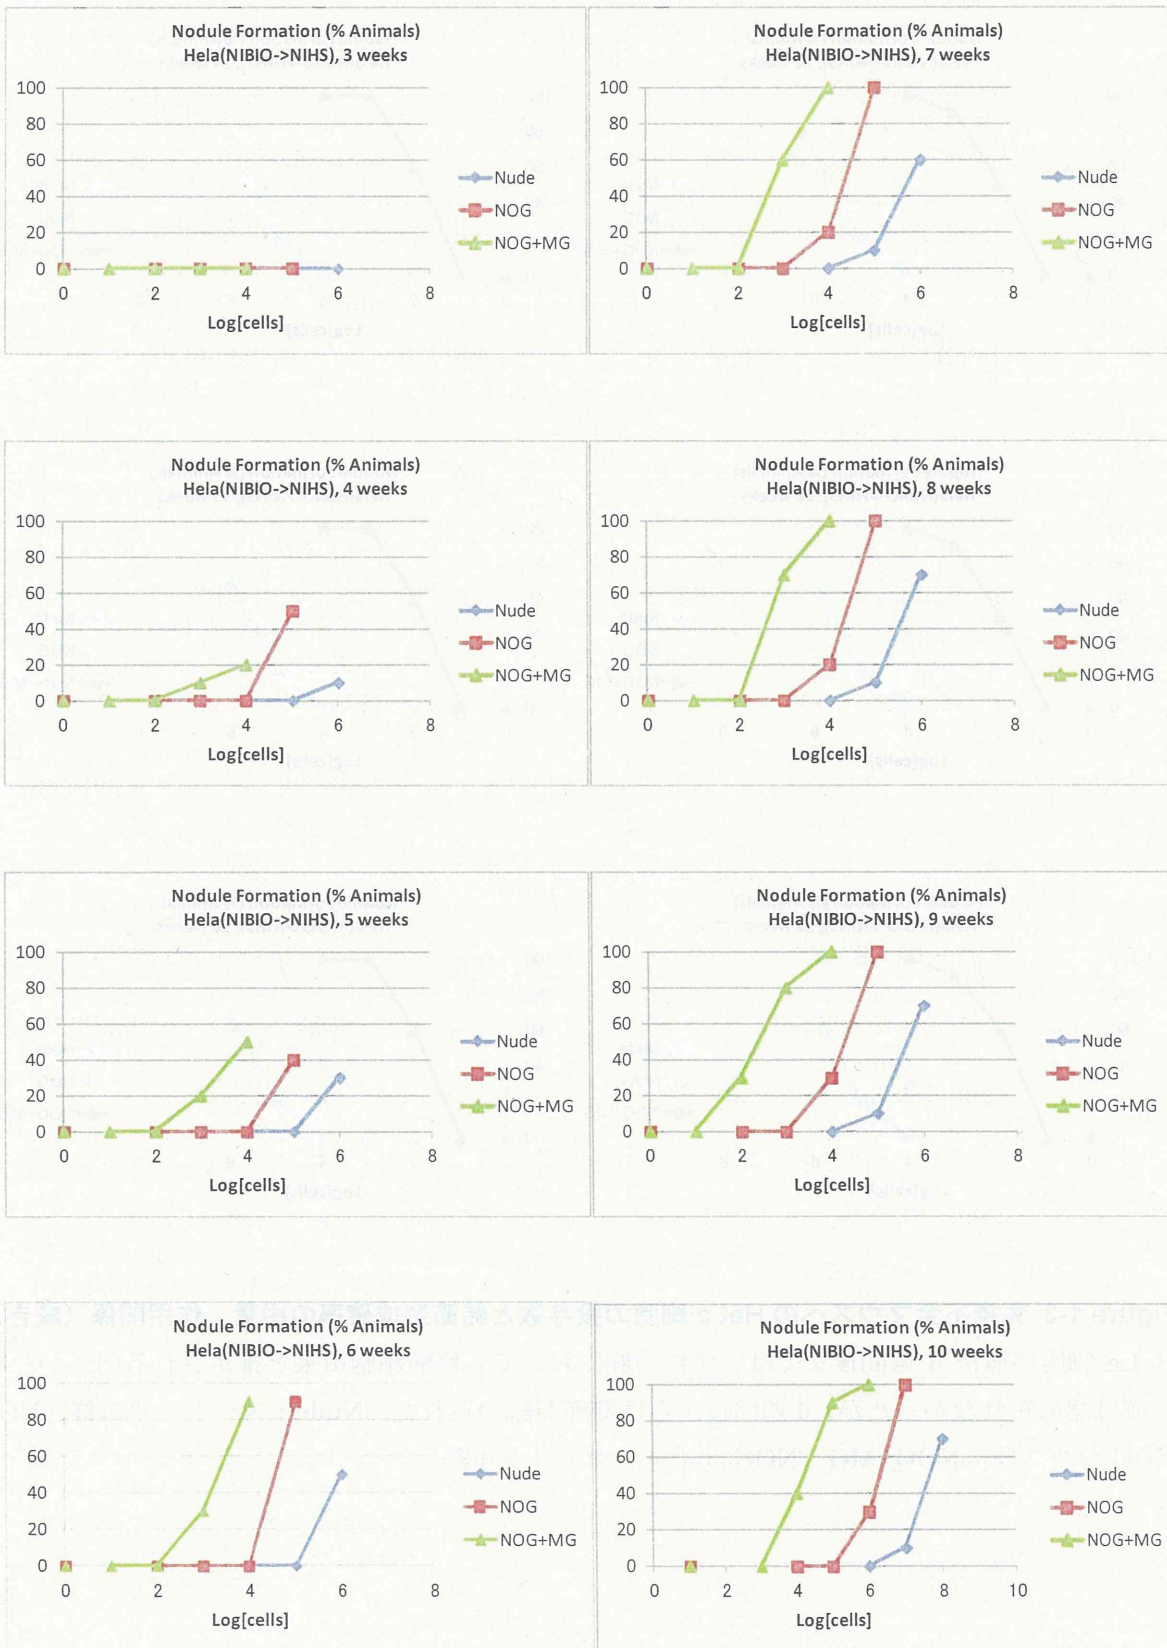 Nodule Formation (% Animals)
Hela(NIBIO->NIHS), 3 weeks
100
80
60
40
20
0
0 2 4 6 8
Log[cells]
Nude
NOG
NOG+MG
Nodule Formation (% Animals)
Hela(NIBIO->NIHS), 7 weeks
100
80
60
40
20
0
0 2 4 6 8
Log[cells]
Nude
NOG
NOG+MG
Nodule Formation (% Animals)
Hela(NIBIO->NIHS), 4 weeks
100
80
60
40
20
0
0 2 4 6 8
Log[cells]
Nude
NOG
NOG+MG
Nodule Formation (% Animals)
Hela(NIBIO->NIHS), 8 weeks
100
80
60
40
20
0
0 2 4 6 8
Log[cells]
Nude
NOG
NOG+MG
Nodule Formation (% Animals)
Hela(NIBIO->NIHS), 5 weeks
100
80
60
40
20
0
0 2 4 6 8
Log[cells]
Nude
NOG
NOG+MG
Nodule Formation (% Animals)
Hela(NIBIO->NIHS), 9 weeks
100
80
60
40
20
0
0 2 4 6 8
Log[cells]
Nude
NOG
NOG+MG
Nodule Formation (% Animals)
Hela(NIBIO->NIHS), 6 weeks
100
80
60
40
20
0
0 2 4 6 8
Log[cells]
Nude
NOG
NOG+MG
Nodule Formation (% Animals)
Hela(NIBIO->NIHS), 10 weeks
100
80
60
40
20
0
0 2 4 6 8 10
Log[cells]
Nude
NOG
NOG+MG